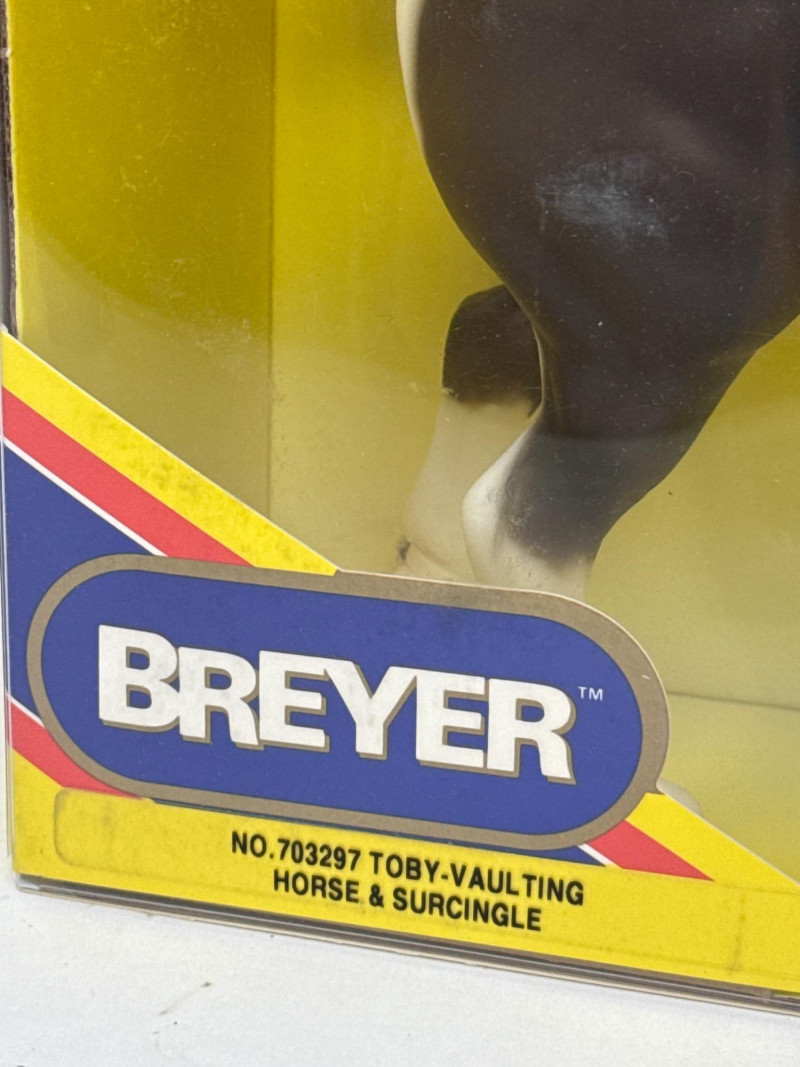 BREYER™
NO.703297 TOBY-VAULTING
HORSE & SURCINGLE